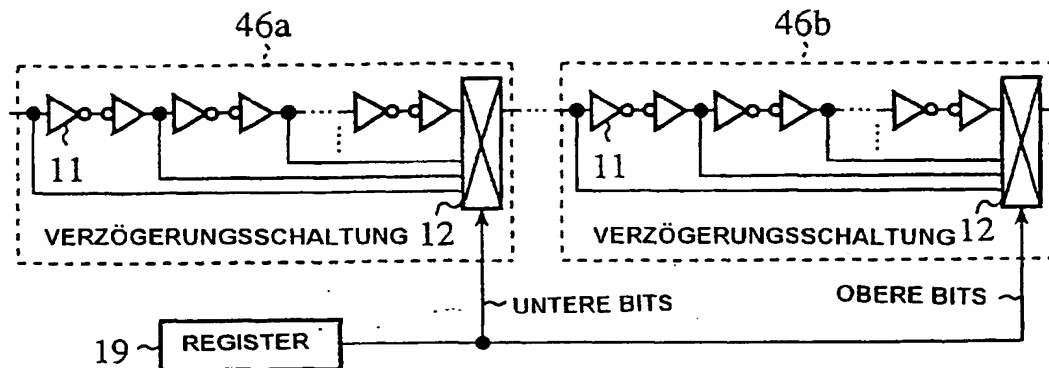 46a
46b
11
11
VERZÖGERUNGSSCHALTUNG 12
VERZÖGERUNGSSCHALTUNG 12
UNTERE BITS
OBERE BITS
19 REGISTER